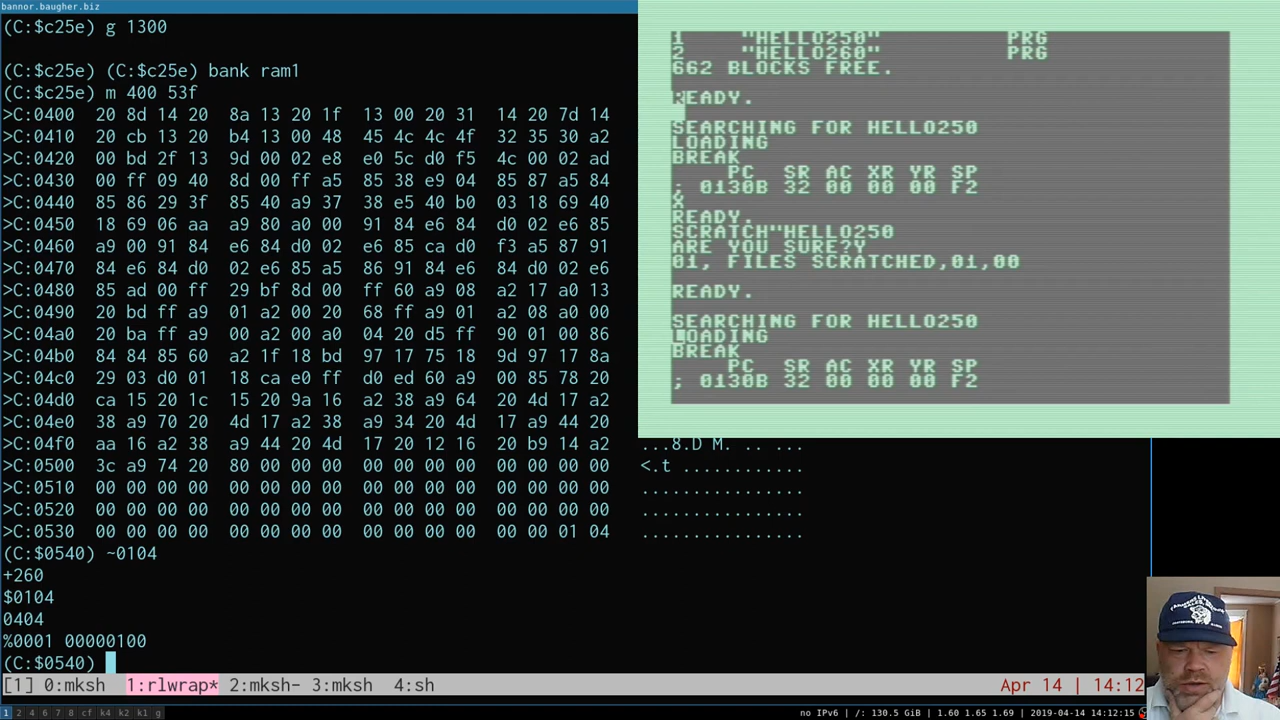 bannor.baugher.biz
(C:$c25e) g 1300
(C:$c25e) (C:$c25e) bank ram1
(C:$c25e) m 400 53f
>C:0400 20 8d 14 20 8a 13 20 1f 13 00 20 31 14 20 7d 14
>C:0410 20 cb 13 20 b4 13 00 48 45 4c 4c 4f 32 35 30 a2
>C:0420 00 bd 2f 13 9d 00 02 e8 e0 5c d0 f5 4c 00 02 ad
>C:0430 00 ff 09 40 8d 00 ff a5 85 38 e9 04 85 87 a5 84
>C:0440 85 86 29 3f 85 40 a9 37 38 e5 40 b0 03 18 69 40
>C:0450 18 69 06 aa a9 80 a0 00 91 84 e6 84 d0 02 e6 85
>C:0460 a9 00 91 84 e6 84 d0 02 e6 85 ca d0 f3 a5 87 91
>C:0470 84 e6 84 d0 02 e6 85 a5 86 91 84 e6 84 d0 02 e6
>C:0480 85 ad 00 ff 29 bf 8d 00 ff 60 a9 08 a2 17 a0 13
>C:0490 20 bd ff a9 01 a2 00 20 68 ff a9 01 a2 08 a0 00
>C:04a0 20 ba ff a9 00 a2 00 a0 04 20 d5 ff 90 01 00 86
>C:04b0 84 84 85 60 a2 1f 18 bd 97 17 75 18 9d 97 17 8a
>C:04c0 29 03 d0 01 18 ca e0 ff d0 ed 60 a9 00 85 78 20
>C:04d0 ca 15 20 1c 15 20 9a 16 a2 38 a9 64 20 4d 17 a2
>C:04e0 38 a9 70 20 4d 17 a2 38 a9 34 20 4d 17 a9 44 20
>C:04f0 aa 16 a2 38 a9 44 20 4d 17 20 12 16 20 b9 14 a2 ...8.D M. .. ...
>C:0500 3c a9 74 20 80 00 00 00 00 00 00 00 00 00 00 00 <.t ............
>C:0510 00 00 00 00 00 00 00 00 00 00 00 00 00 00 00 00 ................
>C:0520 00 00 00 00 00 00 00 00 00 00 00 00 00 00 00 00 ................
>C:0530 00 00 00 00 00 00 00 00 00 00 00 00 00 00 01 04 ................
(C:$0540) ~0104
+260
$0104
0404
%0001 00000100
(C:$0540)
1 "HELLO250" PRG
2 "HELLO260" PRG
662 BLOCKS FREE.
READY.
SEARCHING FOR HELLO250
LOADING
BREAK
PC SR AC XR YR SP
; 0130B 32 00 00 00 F2
X
READY.
SCRATCH"HELLO250
ARE YOU SURE?Y
01, FILES SCRATCHED,01,00
READY.
SEARCHING FOR HELLO250
LOADING
BREAK
PC SR AC XR YR SP
; 0130B 32 00 00 00 F2
[1] 0:mksh 1:rlwrap* 2:mksh- 3:mksh 4:sh Apr 14 | 14:12
1 2 3 4 5 6 7 8 cf k4 k2 k1 g no IPv6 | /: 130.5 GiB | 1.60 1.65 1.69 | 2019-04-14 14:12:15